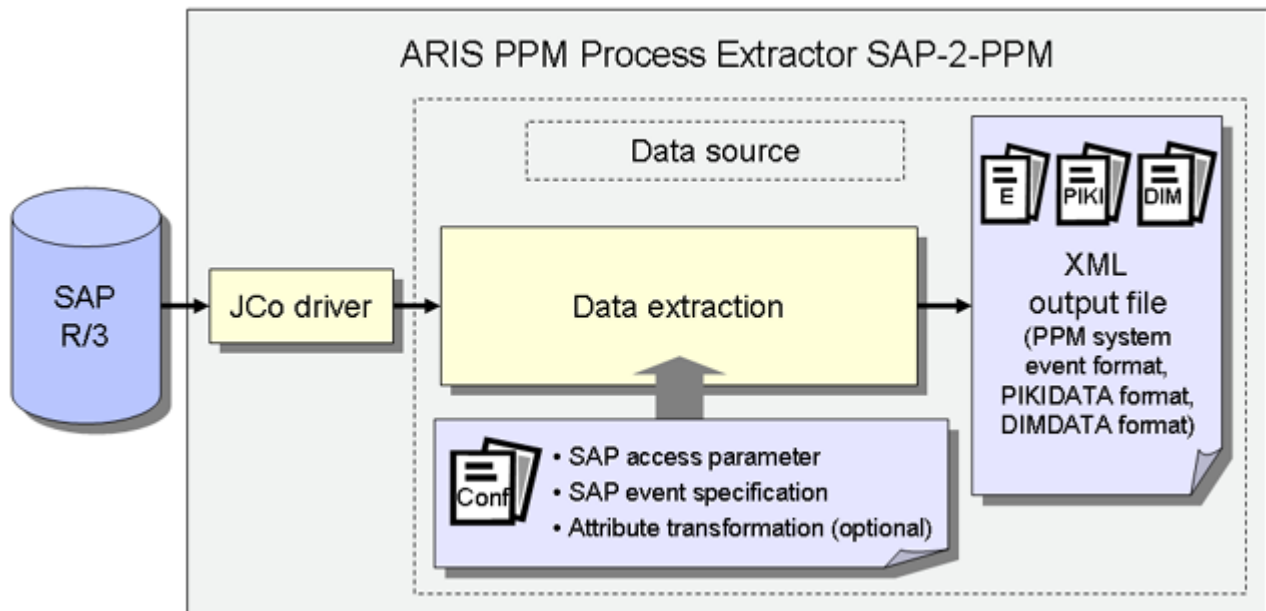 ARIS PPM Process Extractor SAP-2-PPM
Data source
SAP
R/3
JCo driver
Data extraction
E
PIKI
DIM
XML
output file
(PPM system
event format,
PIKIDATA format,
DIMDATA format)
Conf
• SAP access parameter
• SAP event specification
• Attribute transformation (optional)